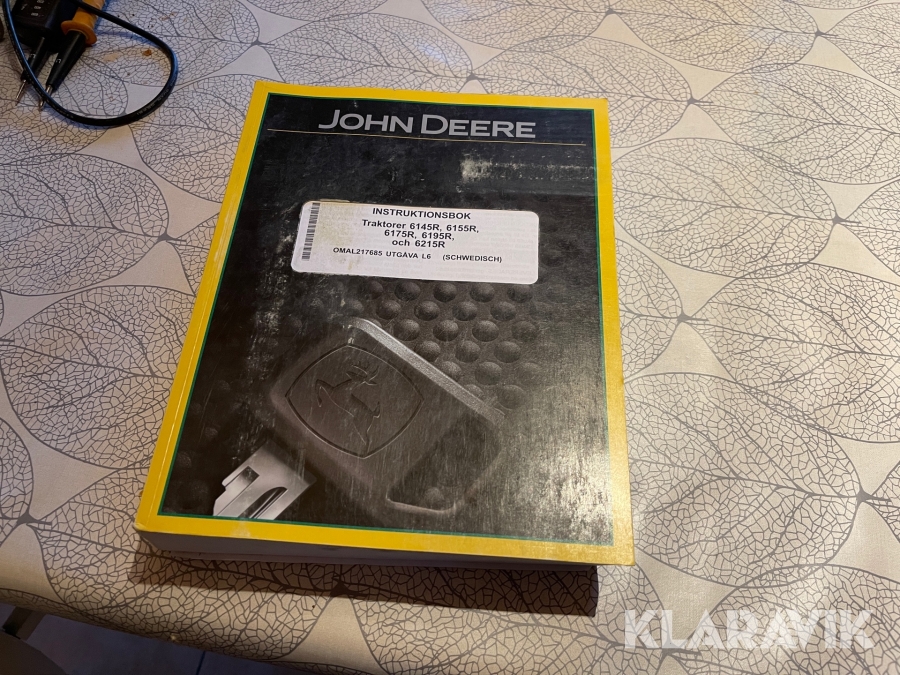 JOHN DEERE
INSTRUKTIONSBOK
Traktorer 6145R, 6155R,
6175R, 6195R,
och 6215R
OMAL217685 UTGÅVA L6 (SCHWEDISCH)
KLARAVIK